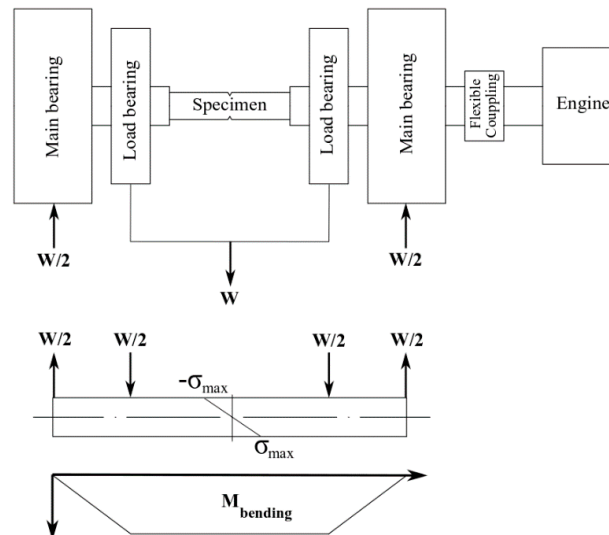 Main bearing
Load bearing
Specimen
Load bearing
Main bearing
Flexible
Couppling
Engine
W/2
W/2
W
W/2
W/2
W/2
W/2
-σmax
σmax
Mbending